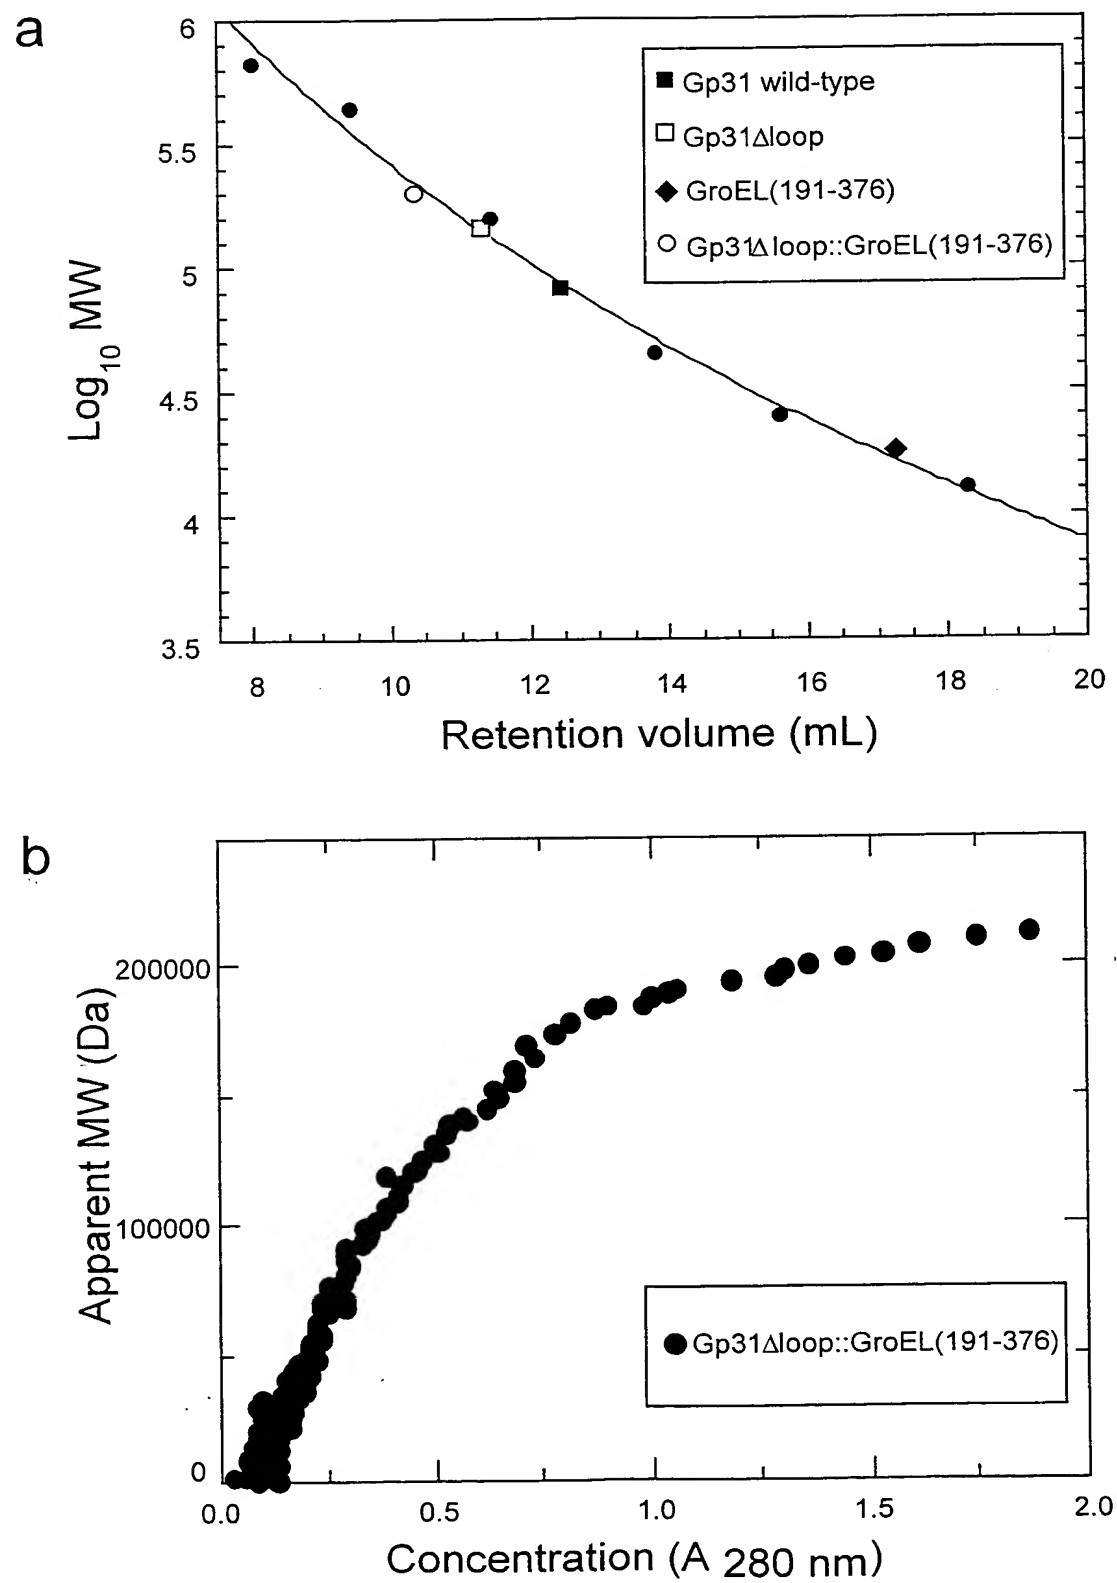 a
6
5.5
5
4.5
4
3.5
Log10 MW
■ Gp31 wild-type
□ Gp31Δloop
◆ GroEL(191-376)
○ Gp31Δloop::GroEL(191-376)
8 10 12 14 16 18 20
Retention volume (mL)
b
200000
100000
0
Apparent MW (Da)
● Gp31Δloop::GroEL(191-376)
0.0 0.5 1.0 1.5 2.0
Concentration (A 280 nm)